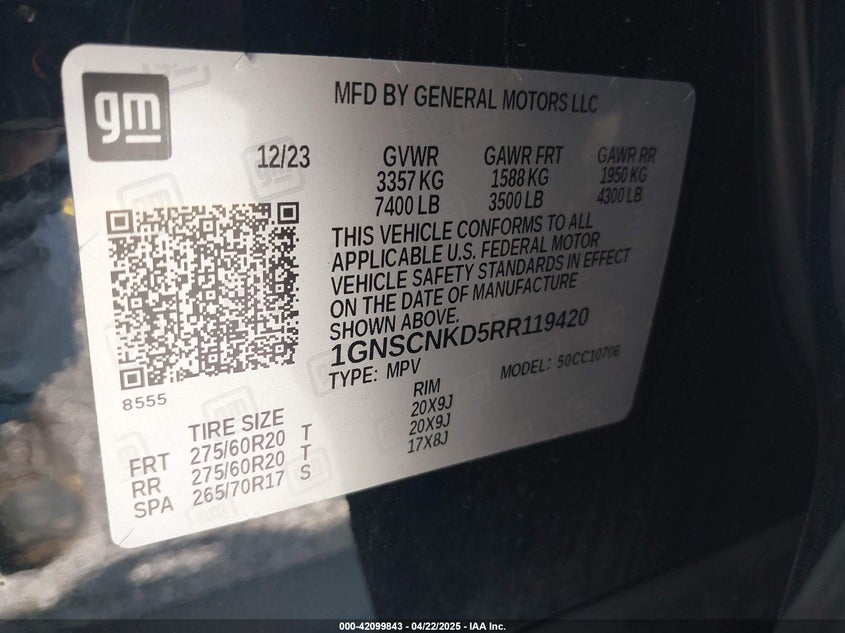 gm
MFD BY GENERAL MOTORS LLC
12/23 GVWR GAWR FRT GAWR RR
3357 KG 1588 KG 1950 KG
7400 LB 3500 LB 4300 LB
THIS VEHICLE CONFORMS TO ALL
APPLICABLE U.S. FEDERAL MOTOR
VEHICLE SAFETY STANDARDS IN EFFECT
ON THE DATE OF MANUFACTURE
SHOWN ABOVE.
1GNSCNKD5RR119420
TYPE: MPV MODEL: 50CC10706
8555
TIRE SIZE RIM
FRT 275/60R20 T 20X9J
RR 275/60R20 T 20X9J
SPA 265/70R17 S 17X8J
000-42099843 - 04/22/2025 - IAA Inc.